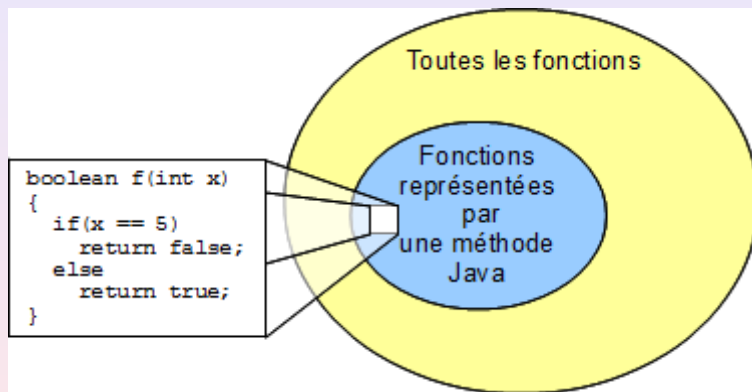 Toutes les fonctions
Fonctions
représentées
par
une méthode
Java
boolean f(int x)
{
  if(x == 5)
    return false;
  else
    return true;
}